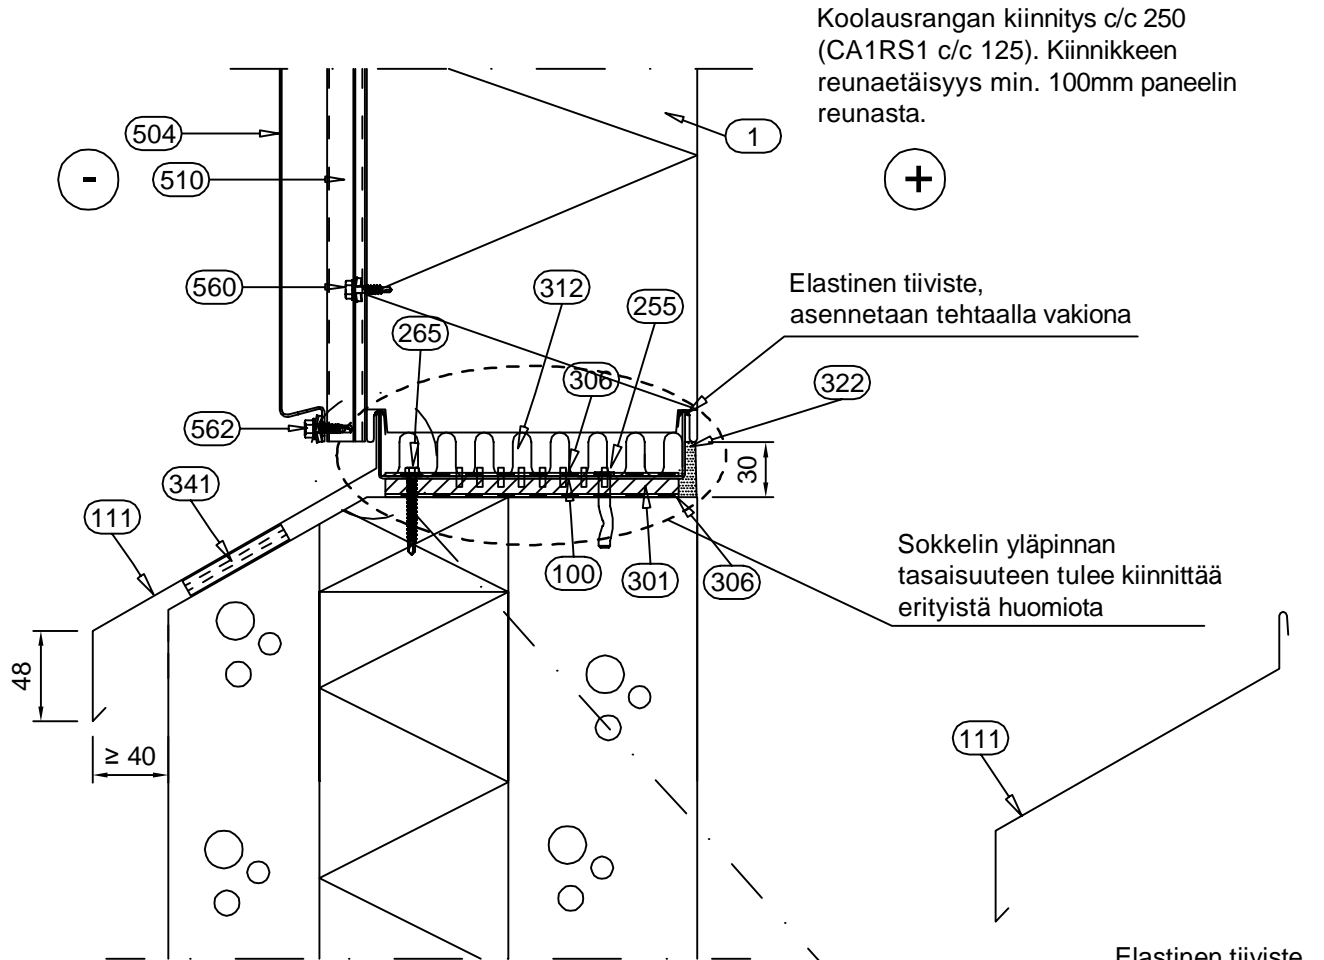 Koolausrangan kiinnitys c/c 250
(CA1RS1 c/c 125). Kiinnikkeen
reunaetäisyys min. 100mm paneelin
reunasta.
504
1
-
510
+
560
312
255
Elastinen tiiviste,
asennetaan tehtaalla vakiona
265
306
322
562
30
341
111
100
301
306
Sokkelin yläpinnan
tasaisuuteen tulee kiinnittää
erityistä huomiota
48
≥ 40
111
Elastinen tiiviste